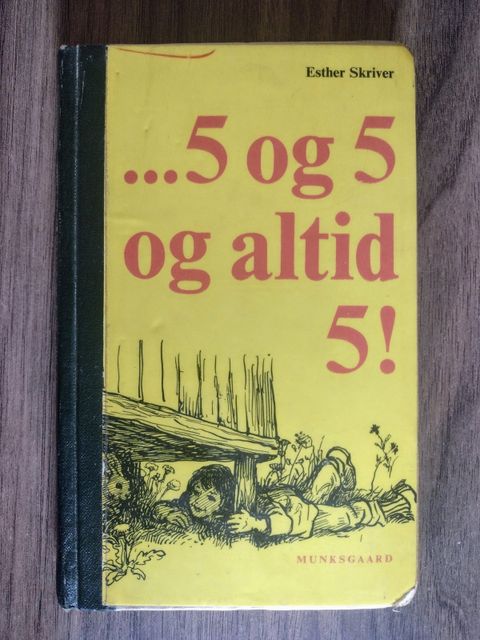 Esther Skriver
...5 og 5
og altid
5!
MUNKSGAARD